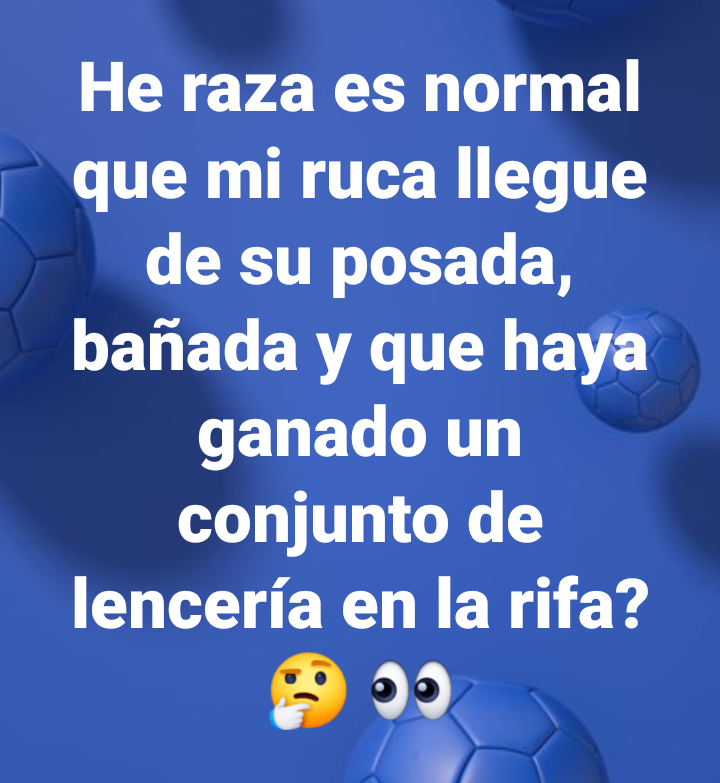 He raza es normal
que mi ruca llegue
de su posada,
bañada y que haya
ganado un
conjunto de
lencería en la rifa?
🤔 👀